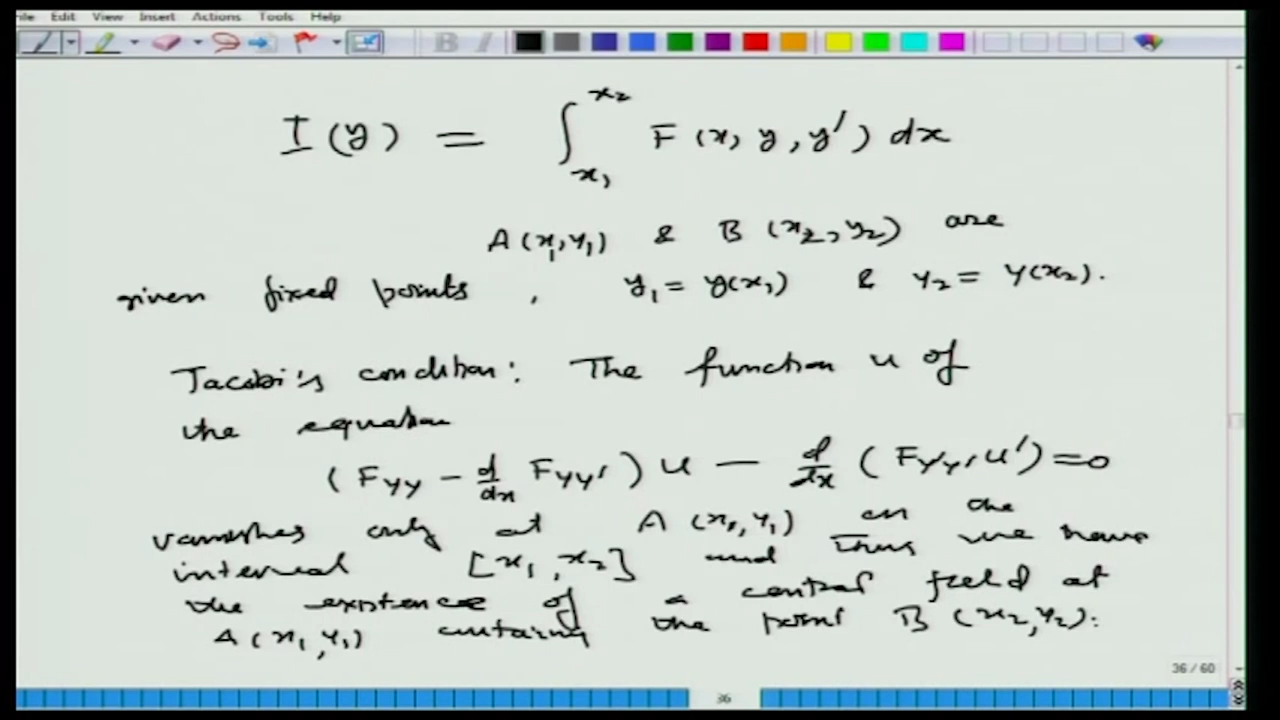 File Edit View Insert Actions Tools Help
I(y) = ∫_{x1}^{x2} F(x, y, y') dx
A(x1, y1) & B(x2, y2) are
given fixed points, y1 = y(x1) & y2 = y(x2).
Jacobi's condition: The function u of
the equation
(Fyy - d/dx Fyy') u - d/dx (Fy'y' u') = 0
vanishes only at A(x1, y1) on the
interval [x1, x2] and thus we have
the existence of a central field at
A(x1, y1) containing the point B(x2, y2).
36 / 60
36